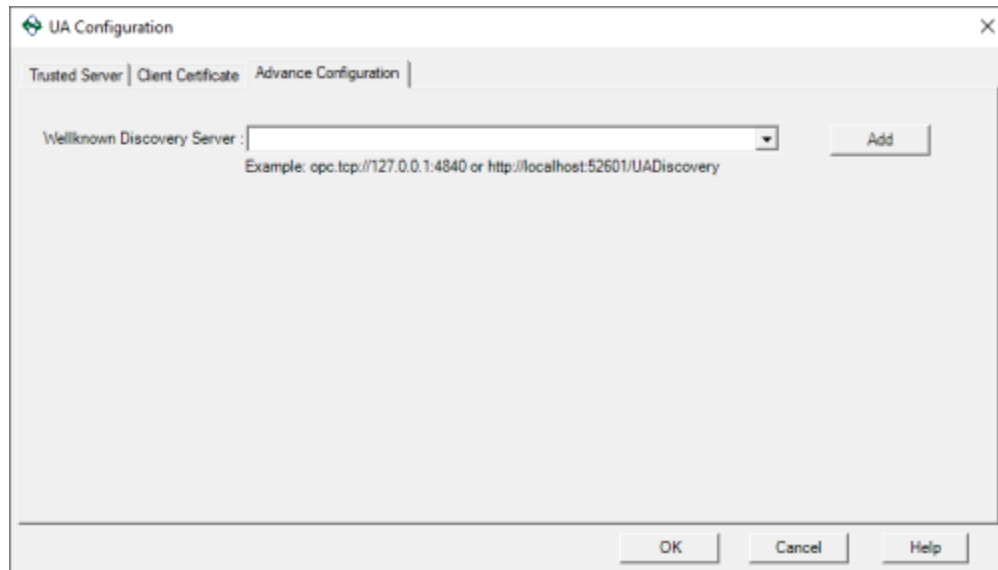 UA Configuration
Trusted Server Client Certificate Advance Configuration
Wellknown Discovery Server : Add
Example: opc.tcp://127.0.0.1:4840 or http://localhost:52601/UADiscovery
OK Cancel Help